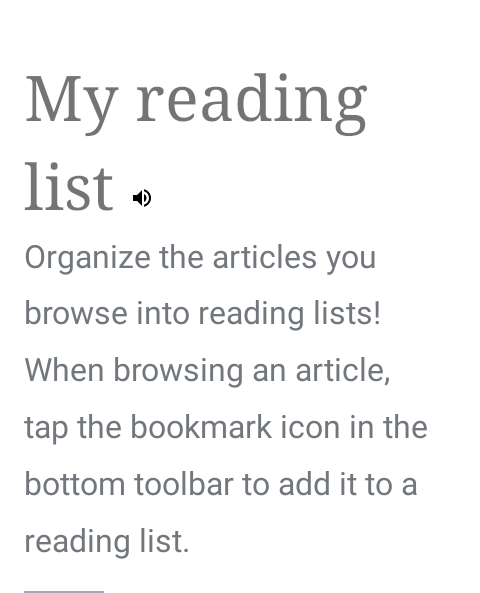 My reading
list
Organize the articles you
browse into reading lists!
When browsing an article,
tap the bookmark icon in the
bottom toolbar to add it to a
reading list.